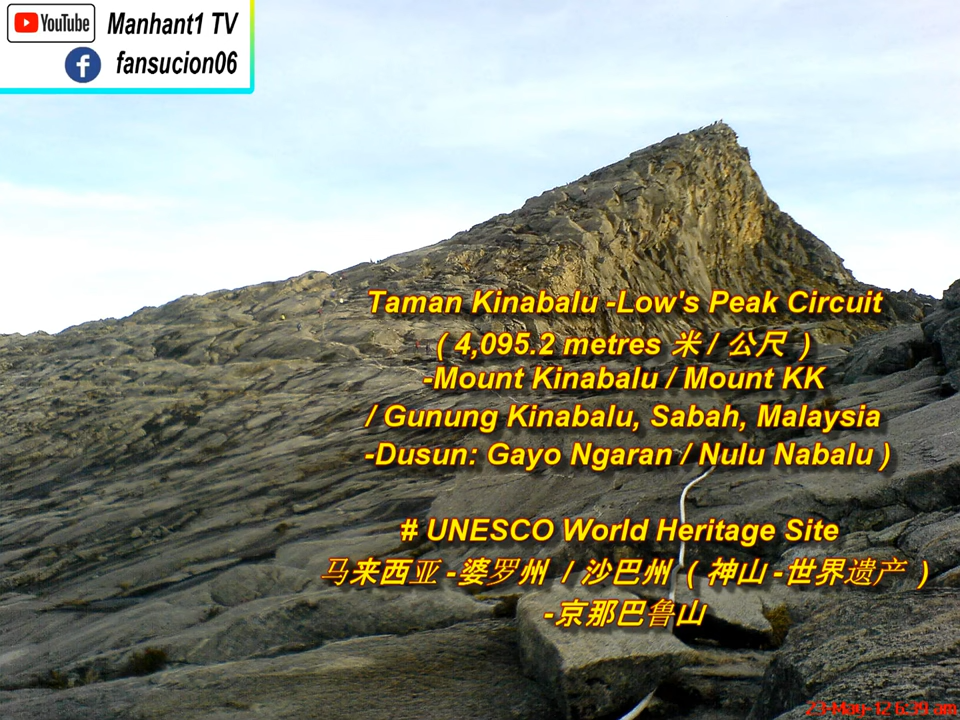 YouTube Manhant1 TV
f fansucion06
Taman Kinabalu -Low's Peak Circuit
( 4,095.2 metres 米 / 公尺 )
-Mount Kinabalu / Mount KK
/ Gunung Kinabalu, Sabah, Malaysia
-Dusun: Gayo Ngaran / Nulu Nabalu )
# UNESCO World Heritage Site
马来西亚 -婆罗州 / 沙巴州 ( 神山 -世界遗产 )
-京那巴鲁山
23-May-12 6:39 am